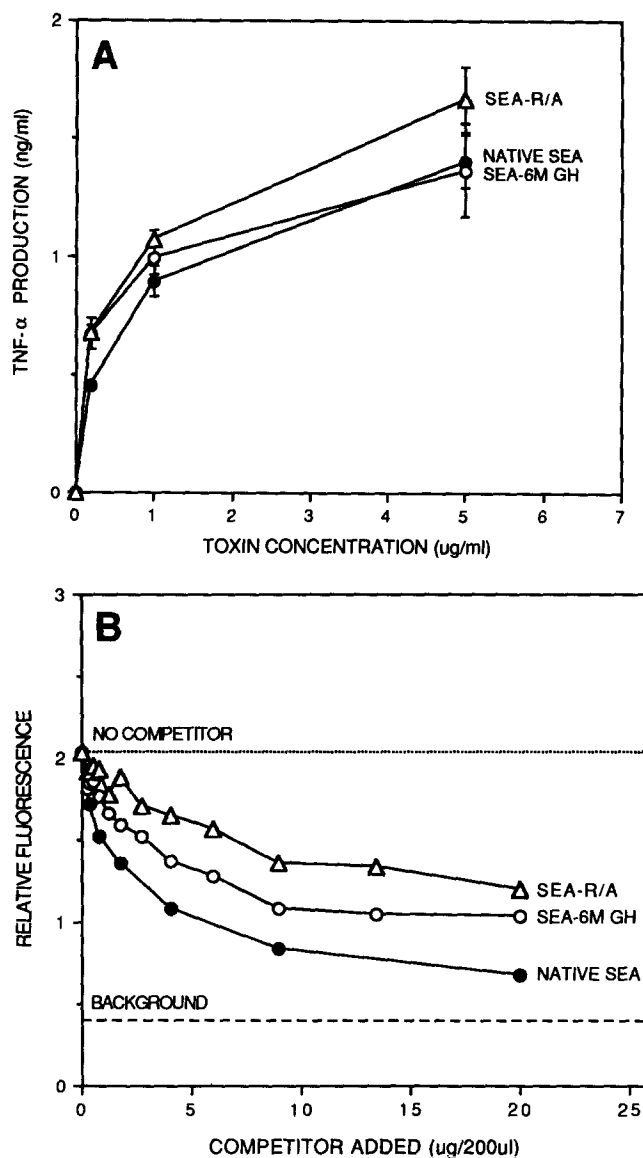 A
2
1
0
TNF-α PRODUCTION (ng/ml)
SEA-R/A
NATIVE SEA
SEA-6M GH
0 1 2 3 4 5 6 7
TOXIN CONCENTRATION (ug/ml)
B
3
2
1
0
RELATIVE FLUORESCENCE
NO COMPETITOR
SEA-R/A
SEA-6M GH
NATIVE SEA
BACKGROUND
0 5 10 15 20 25
COMPETITOR ADDED (ug/200ul)